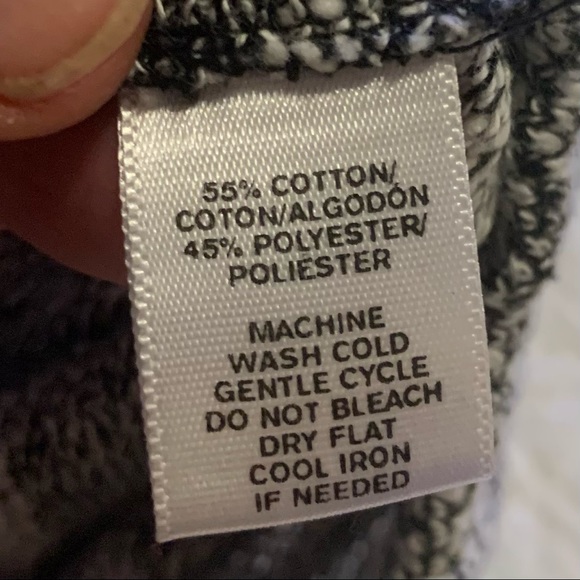 55% COTTON/
COTON/ALGODÓN
45% POLYESTER/
POLIESTER
MACHINE
WASH COLD
GENTLE CYCLE
DO NOT BLEACH
DRY FLAT
COOL IRON
IF NEEDED